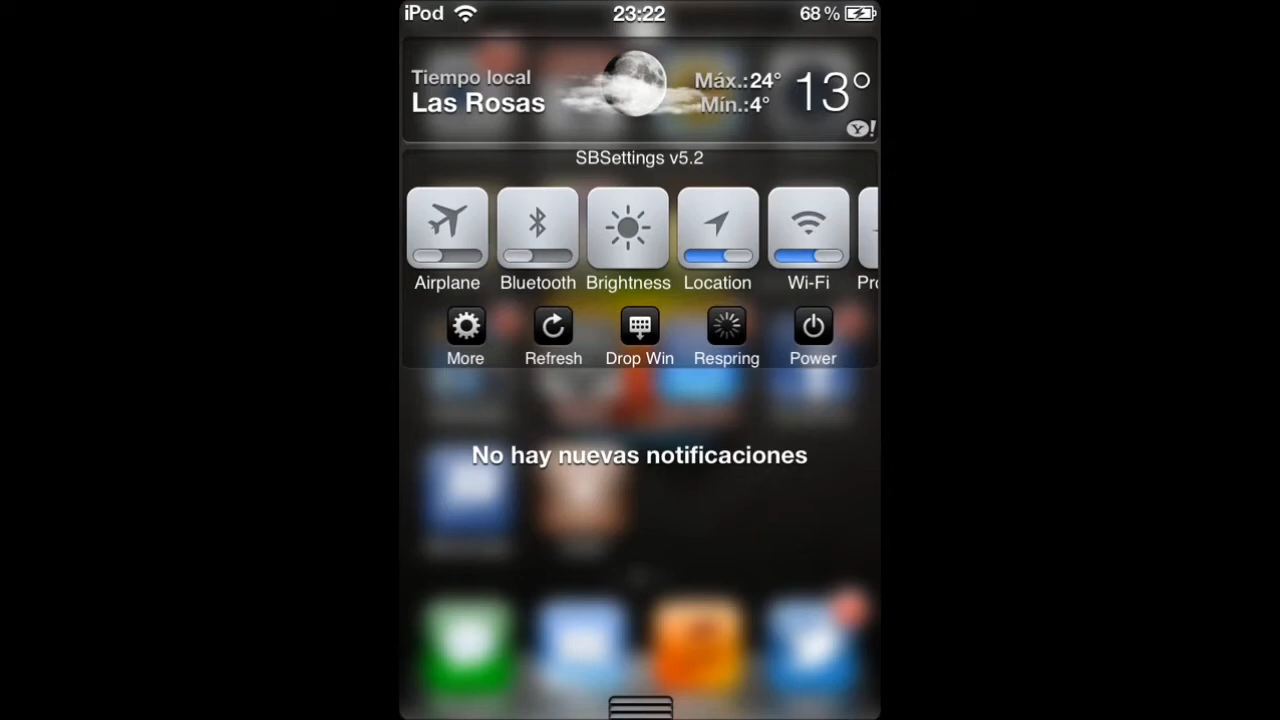 iPod 23:22 68 %
Tiempo local
Las Rosas
Máx.:24°
Mín.:4°
13°
Y!
SBSettings v5.2
Airplane Bluetooth Brightness Location Wi-Fi Pr
More Refresh Drop Win Respring Power
No hay nuevas notificaciones